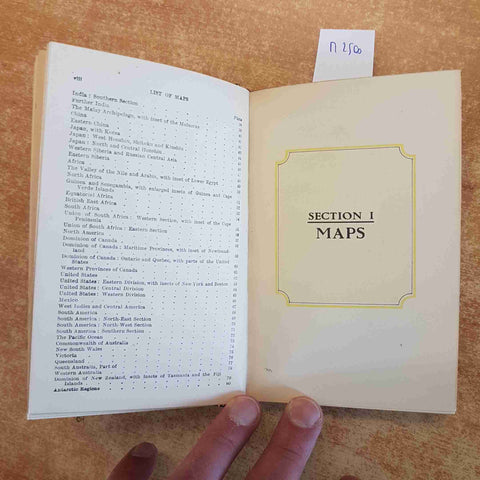 n 2500
viii
LIST OF MAPS
Page
India: Southern Section
Further India
The Malay Archipelago, with inset of the Moluccas
China
Eastern China
Japan, with Korea
Japan: West Honshiu, Shikoku and Kiushiu
Japan: North and Central Honshiu
Western Siberia and Russian Central Asia
Eastern Siberia
Africa
The Valley of the Nile and Arabia, with inset of Lower Egypt
North Africa
Guinea and Senegambia, with enlarged insets of Guinea and Cape
Verde Islands
Equatorial Africa
British East Africa
South Africa
Union of South Africa: Western Section, with inset of the Cape
Peninsula
Union of South Africa: Eastern Section
North America
Dominion of Canada
Dominion of Canada: Maritime Provinces, with inset of Newfound-
land
Dominion of Canada: Ontario and Quebec, with parts of the United
States
Western Provinces of Canada
United States
United States: Eastern Division, with insets of New York and Boston
United States: Central Division
United States: Western Division
Mexico
West Indies and Central America
South America
South America: North-East Section
South America: North-West Section
South America: Southern Section
The Pacific Ocean
Commonwealth of Australia
New South Wales
Victoria
Queensland
South Australia, Part of
Western Australia
Dominion of New Zealand, with insets of Tasmania and the Fiji
Islands
Antarctic Regions
SECTION I
MAPS